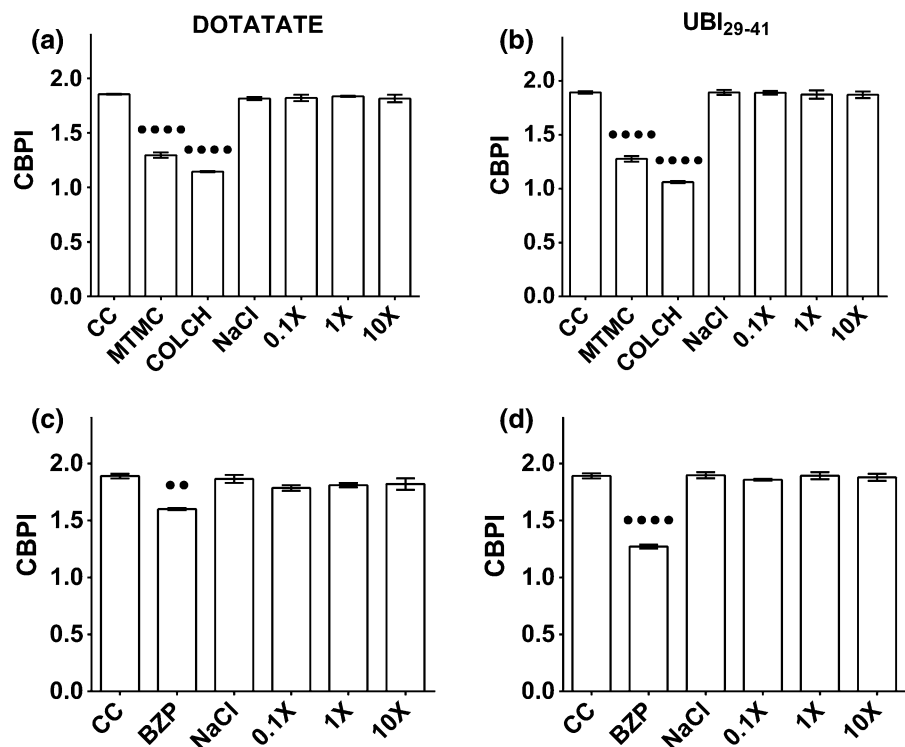 DOTATATE
UBI29-41
(a)
CBPI
2.0
1.5
1.0
0.5
0.0
CC
MTMC
COLCH
NaCl
0.1X
1X
10X
(b)
CBPI
2.0
1.5
1.0
0.5
0.0
CC
MTMC
COLCH
NaCl
0.1X
1X
10X
(c)
CBPI
2.0
1.5
1.0
0.5
0.0
CC
BZP
NaCl
0.1X
1X
10X
(d)
CBPI
2.0
1.5
1.0
0.5
0.0
CC
BZP
NaCl
0.1X
1X
10X